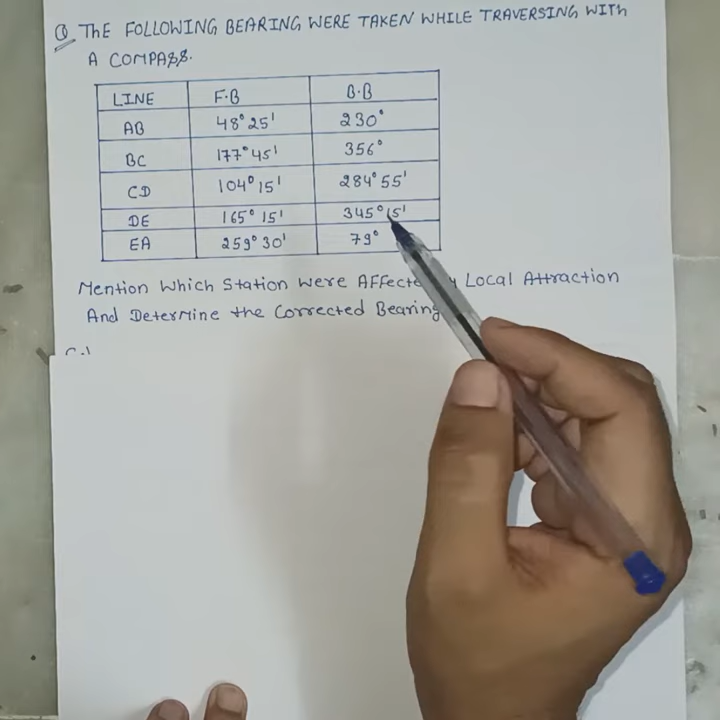 Q THE FOLLOWING BEARING WERE TAKEN WHILE TRAVERSING WITH
A COMPASS.
LINE F.B B.B
AB 48°25' 230°
BC 177°45' 356°
CD 104°15' 284°55'
DE 165°15' 345°15'
EA 259°30' 79°
Mention Which Station Were Local Attraction
And Determine the Corrected Bearing